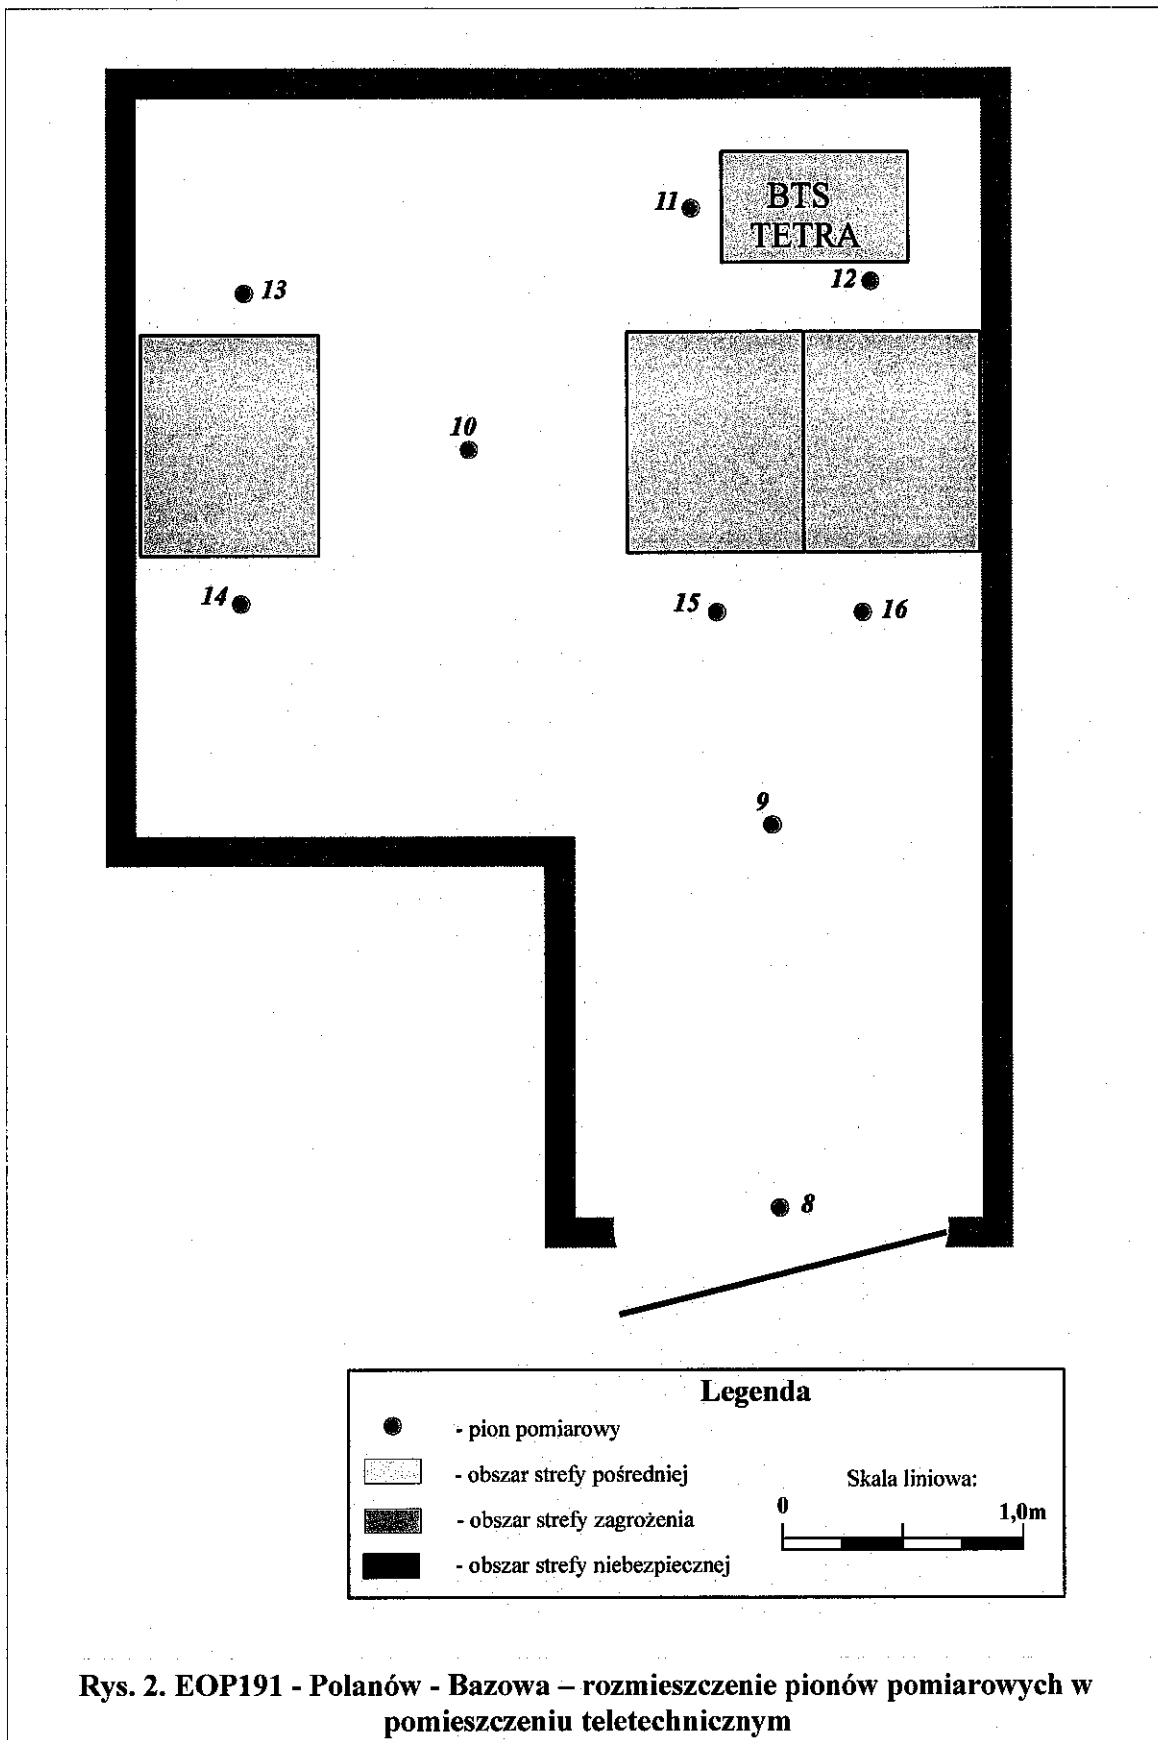 BTS
TETRA
11
12
13
10
14
15
16
9
8
Legenda
- pion pomiarowy
- obszar strefy pośredniej
- obszar strefy zagrożenia
- obszar strefy niebezpiecznej
Skala liniowa:
0 1,0m
Rys. 2. EOP191 - Polanów - Bazowa – rozmieszczenie pionów pomiarowych w
pomieszczeniu teletechnicznym